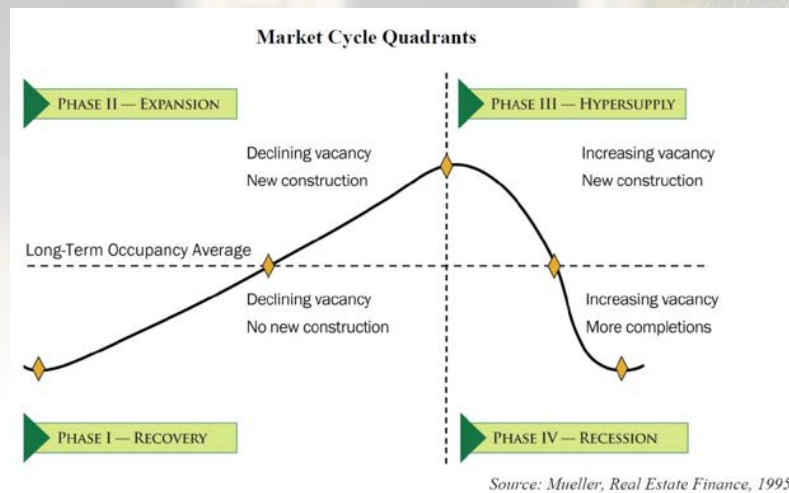 Market Cycle Quadrants
PHASE II — EXPANSION
PHASE III — HYPERSUPPLY
Declining vacancy
New construction
Increasing vacancy
New construction
Long-Term Occupancy Average
Declining vacancy
No new construction
Increasing vacancy
More completions
PHASE I — RECOVERY
PHASE IV — RECESSION
Source: Mueller, Real Estate Finance, 1995